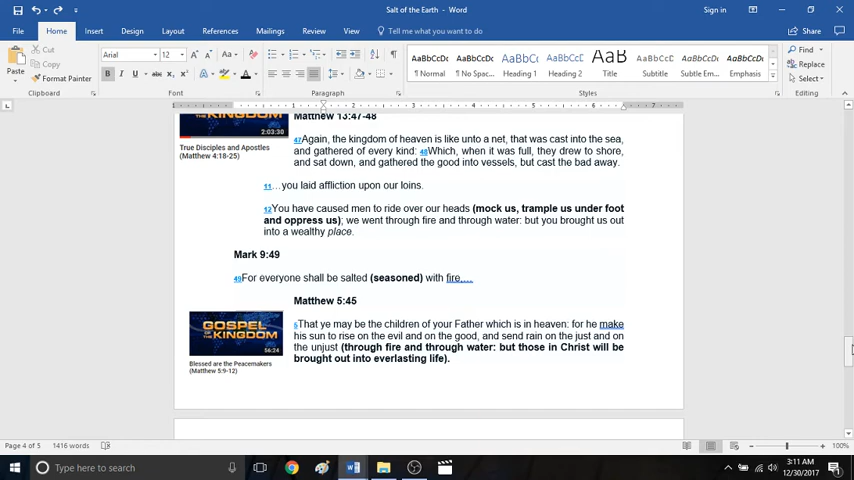 Salt of the Earth - Word
Sign in
File Home Insert Design Layout References Mailings Review View Tell me what you want to do
Share
Paste
Cut
Copy
Format Painter
Clipboard
Arial 12
Font
Paragraph
AaBbCcDc AaBbCcDc AaBbCc AaBbCcC AaB AaBbCcC AaBbCcDc AaBbCcDc
¶ Normal ¶ No Spac... Heading 1 Heading 2 Title Subtitle Subtle Em... Emphasis
Styles
Find
Replace
Select
Editing
Matthew 13:47-48
KINGDOM
2:03:30
True Disciples and Apostles
(Matthew 4:18-25)
47Again, the kingdom of heaven is like unto a net, that was cast into the sea,
and gathered of every kind: 48Which, when it was full, they drew to shore,
and sat down, and gathered the good into vessels, but cast the bad away.
11…you laid affliction upon our loins.
12You have caused men to ride over our heads (mock us, trample us under foot
and oppress us); we went through fire and through water: but you brought us out
into a wealthy place.
Mark 9:49
49For everyone shall be salted (seasoned) with fire,…
Matthew 5:45
GOSPEL
OF THE KINGDOM
56:24
Blessed are the Peacemakers
(Matthew 5:9-12)
5That ye may be the children of your Father which is in heaven: for he make
his sun to rise on the evil and on the good, and send rain on the just and on
the unjust (through fire and through water: but those in Christ will be
brought out into everlasting life).
Page 4 of 5 1416 words
100%
Type here to search
3:11 AM
12/30/2017